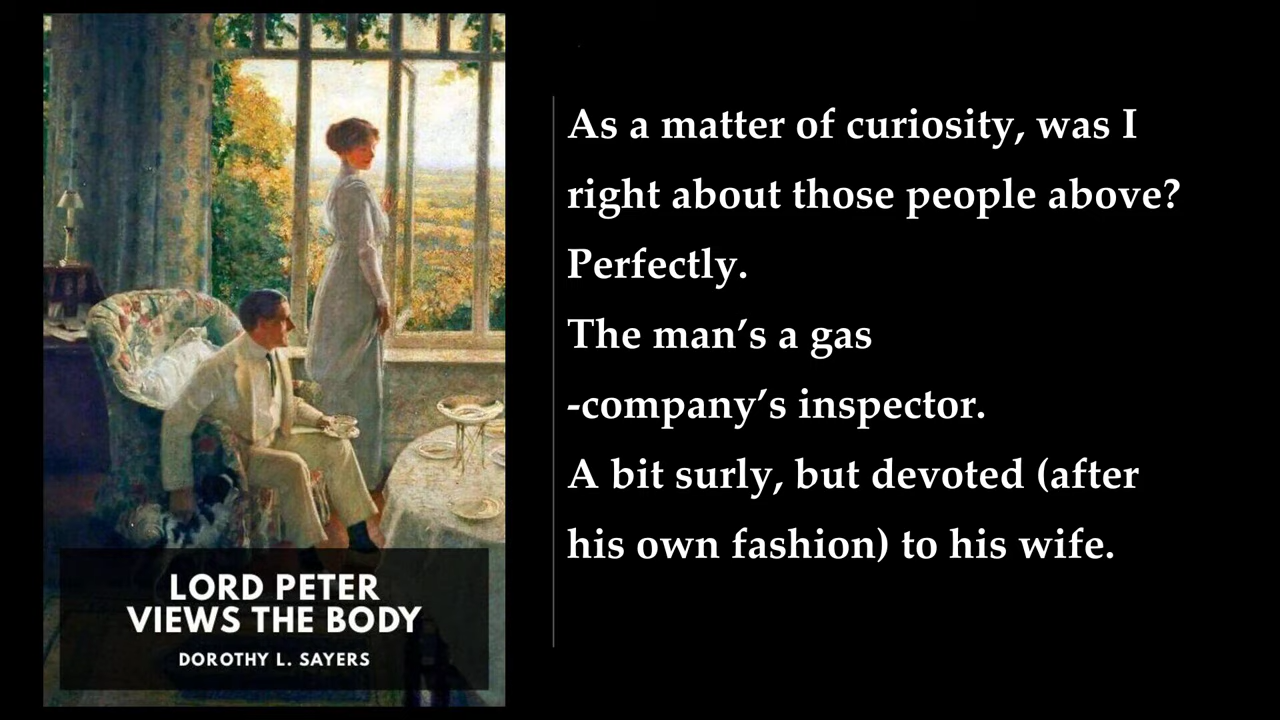 LORD PETER
VIEWS THE BODY
DOROTHY L. SAYERS
As a matter of curiosity, was I
right about those people above?
Perfectly.
The man’s a gas
-company’s inspector.
A bit surly, but devoted (after
his own fashion) to his wife.